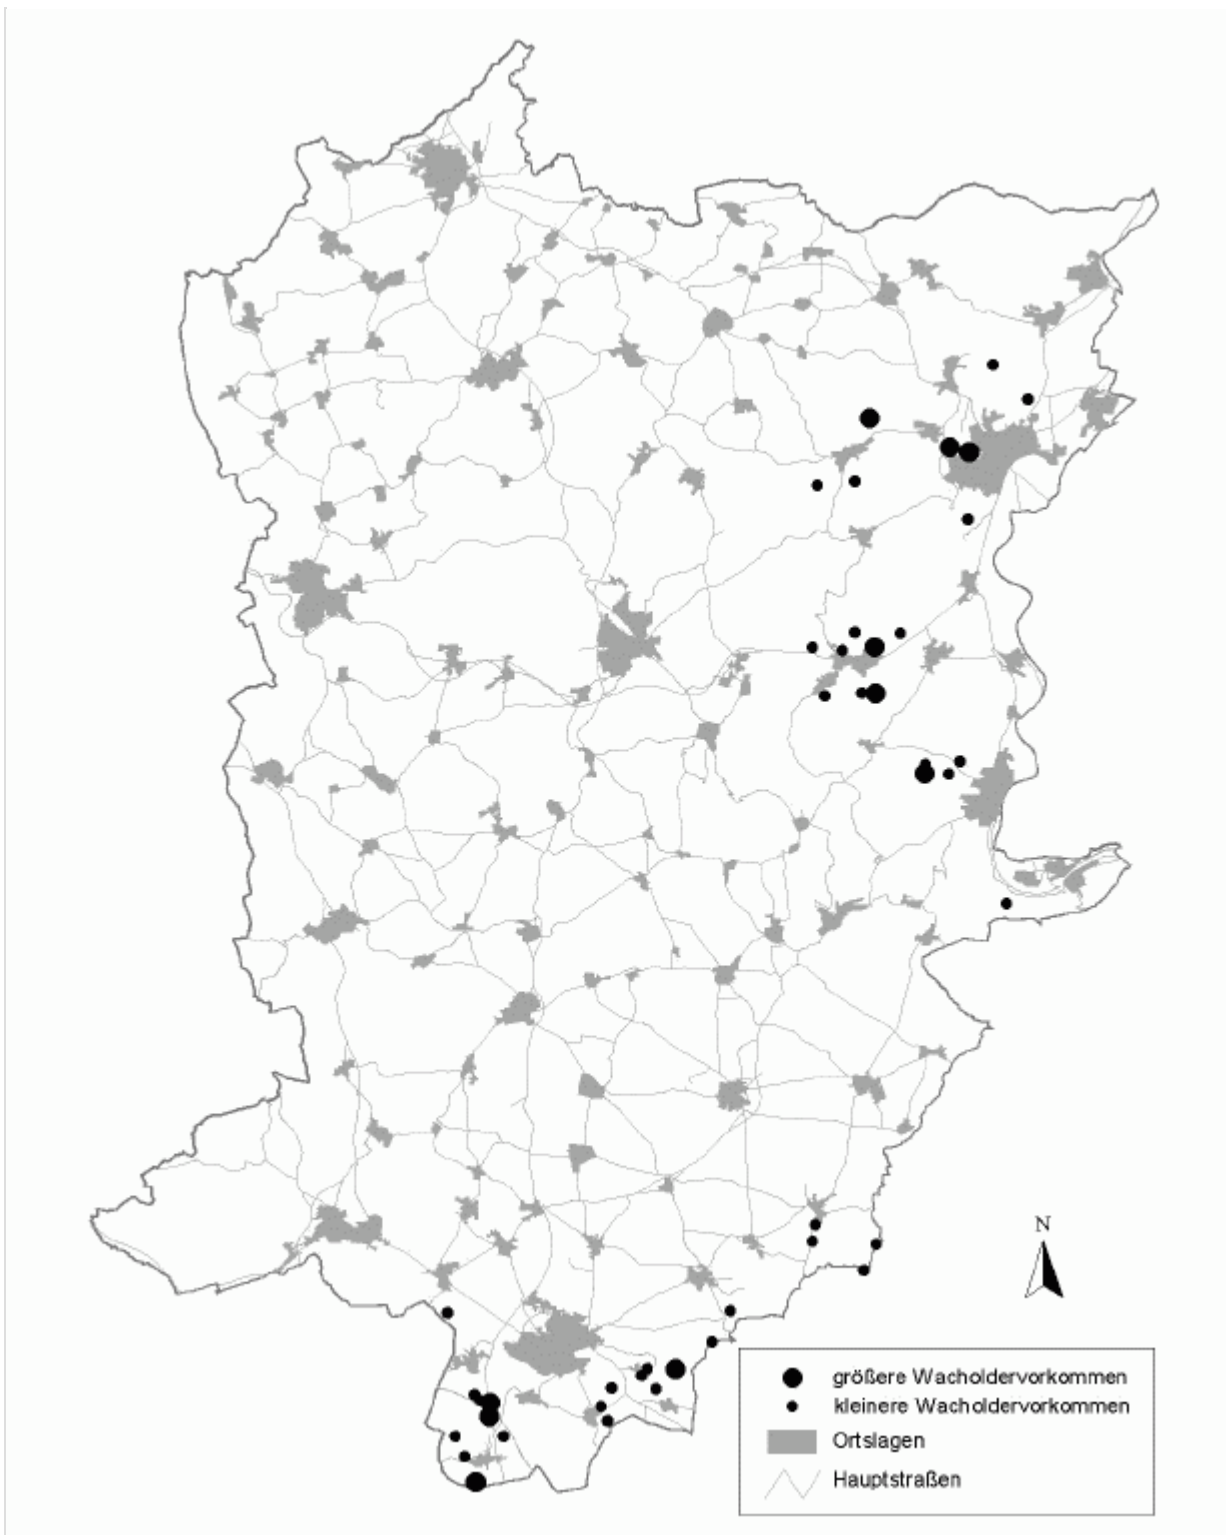 N
größere Wacholdervorkommen
kleinere Wacholdervorkommen
Ortslagen
Hauptstraßen